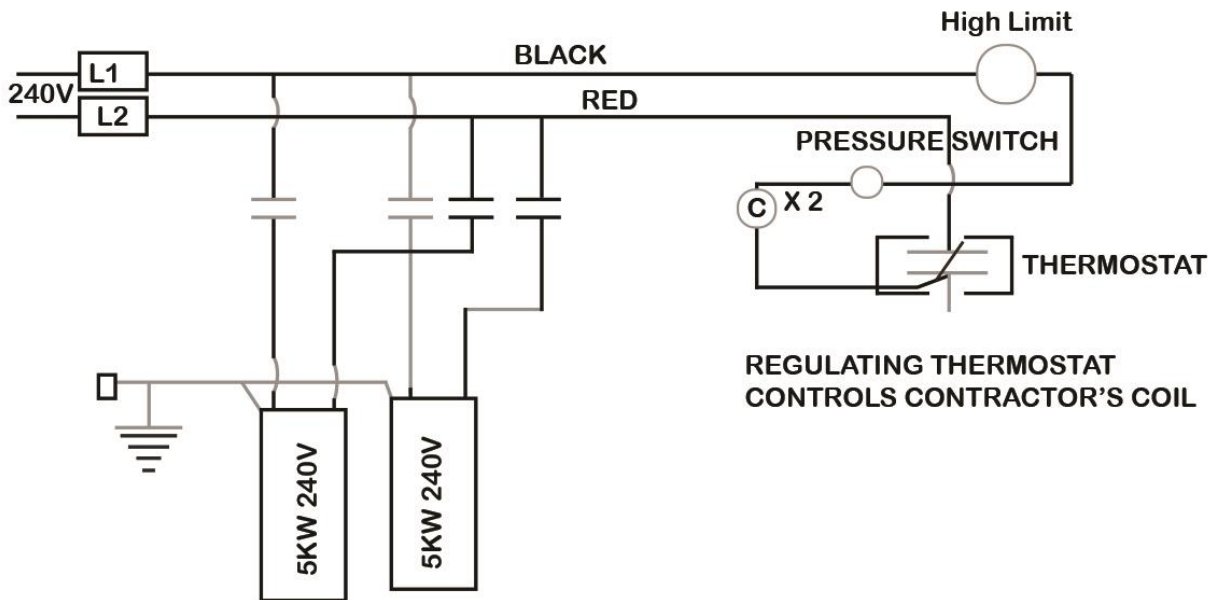 High Limit
BLACK
L1
240V
RED
L2
PRESSURE SWITCH
C
X 2
THERMOSTAT
REGULATING THERMOSTAT
CONTROLS CONTRACTOR'S COIL
5KW 240V
5KW 240V